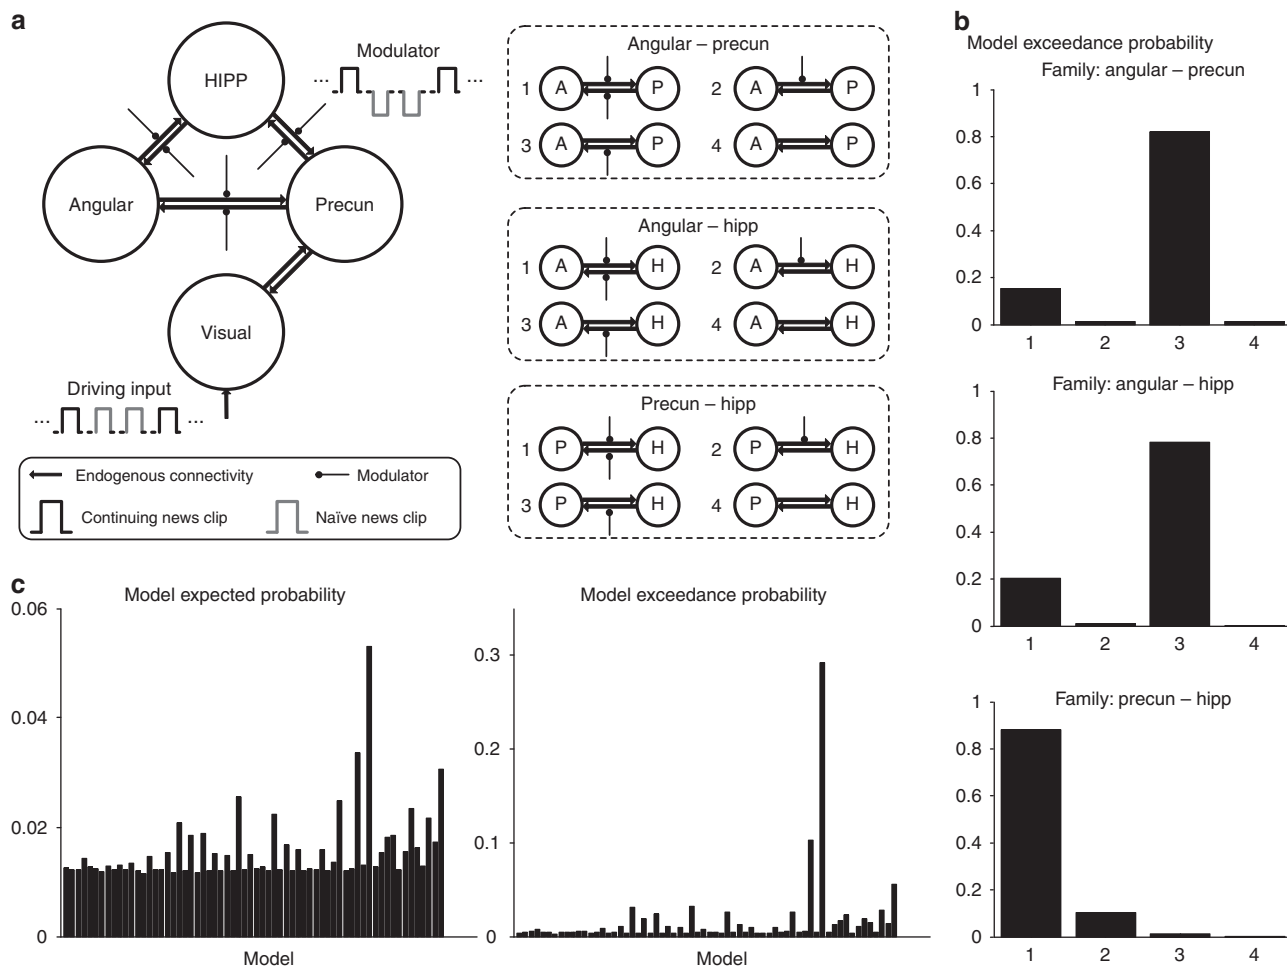 a
HIPP
Modulator
...
...
Angular
Precun
Visual
Driving input
...
...
Endogenous connectivity
Modulator
Continuing news clip
Naïve news clip
Angular – precun
1 A P 2 A P
3 A P 4 A P
Angular – hipp
1 A H 2 A H
3 A H 4 A H
Precun – hipp
1 P H 2 P H
3 P H 4 P H
b
Model exceedance probability
Family: angular – precun
1
0.8
0.6
0.4
0.2
0
1 2 3 4
Family: angular – hipp
1
0.8
0.6
0.4
0.2
0
1 2 3 4
Family: precun – hipp
1
0.8
0.6
0.4
0.2
0
1 2 3 4
c
Model expected probability
0.06
0.04
0.02
0
Model
Model exceedance probability
0.3
0.2
0.1
0
Model